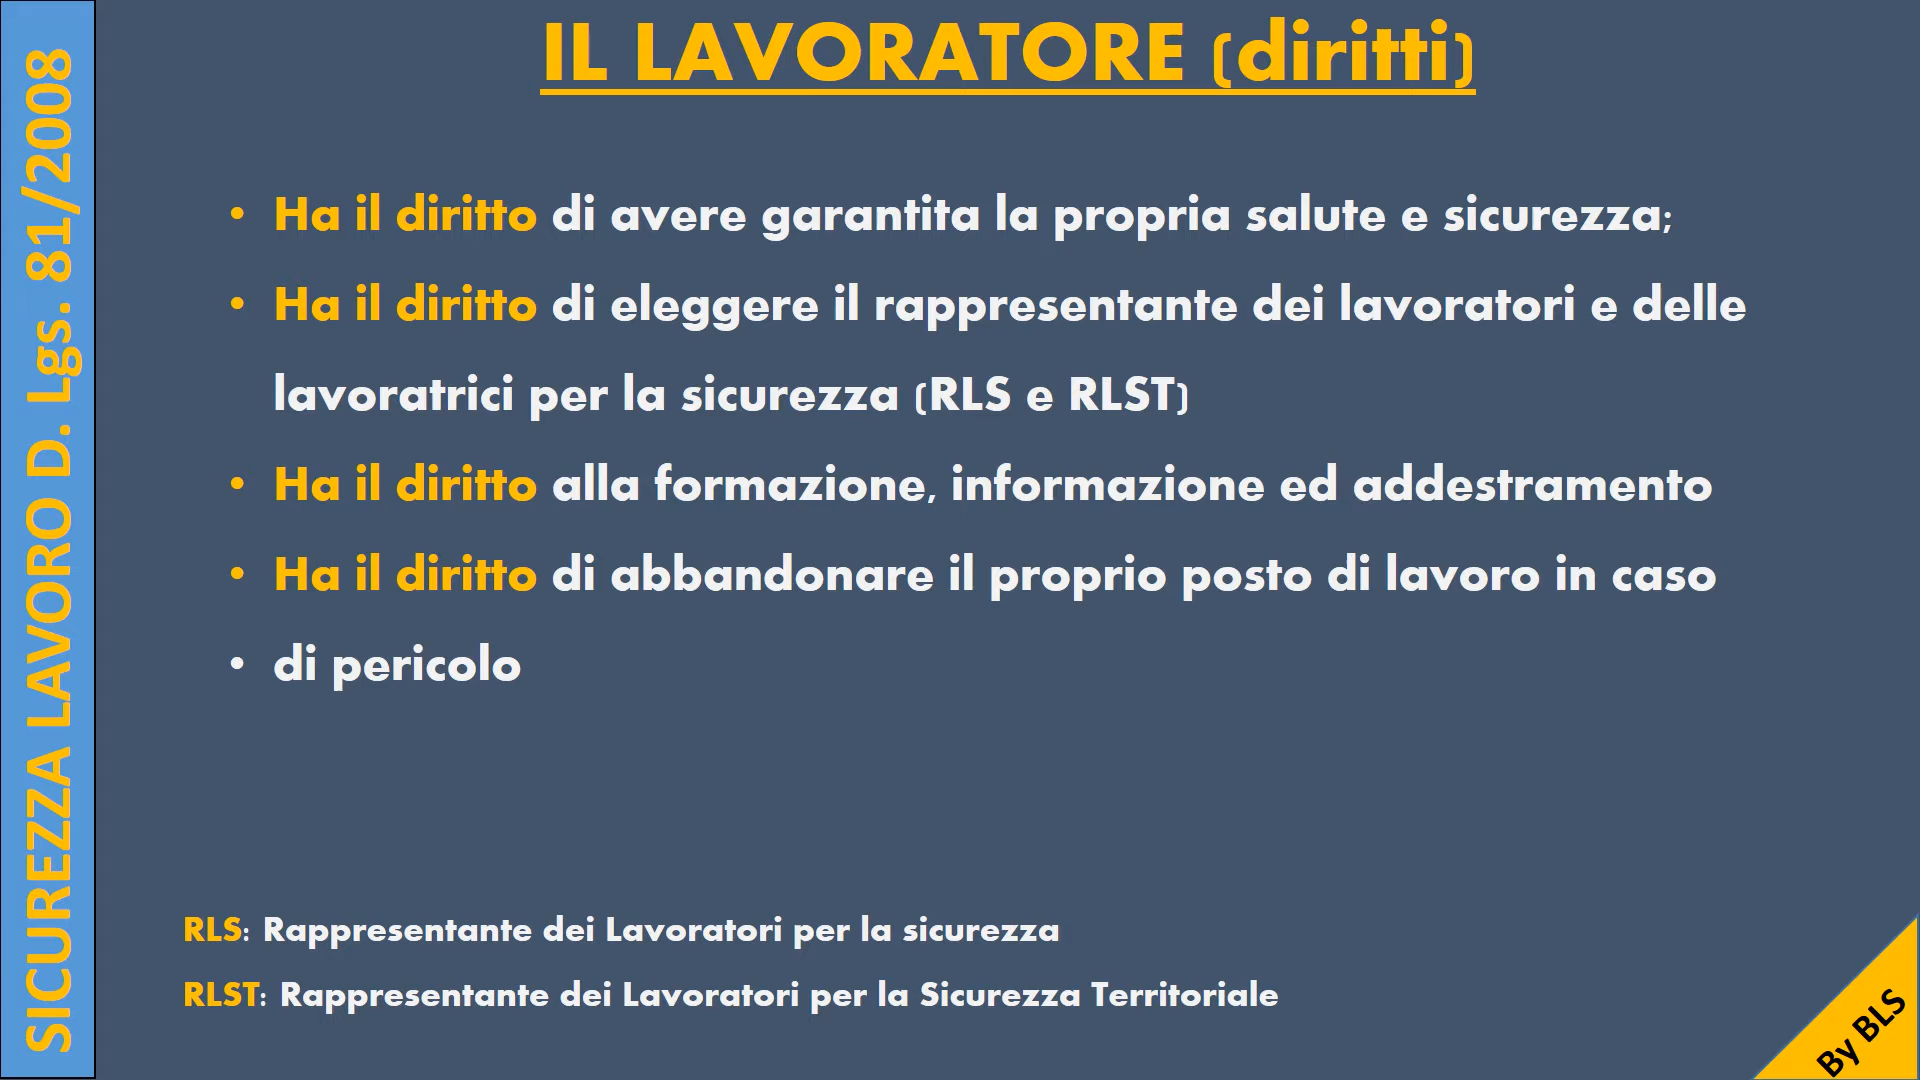 SICUREZZA LAVORO D. Lgs. 81/2008
IL LAVORATORE (diritti)
• Ha il diritto di avere garantita la propria salute e sicurezza;
• Ha il diritto di eleggere il rappresentante dei lavoratori e delle
lavoratrici per la sicurezza (RLS e RLST)
• Ha il diritto alla formazione, informazione ed addestramento
• Ha il diritto di abbandonare il proprio posto di lavoro in caso
• di pericolo
RLS: Rappresentante dei Lavoratori per la sicurezza
RLST: Rappresentante dei Lavoratori per la Sicurezza Territoriale
By BLS